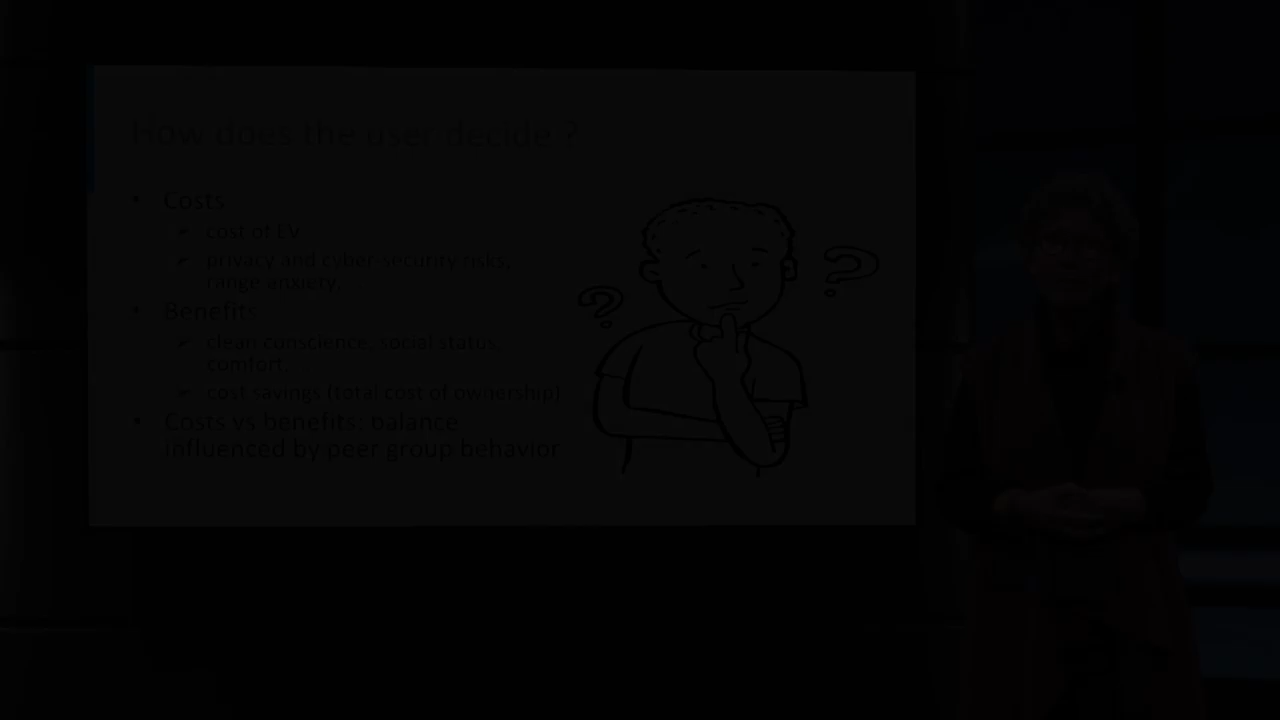 How does the user decide ?
• Costs
cost of EV
privacy and cyber security risks,
range anxiety,
• Benefits
clean conscience, social status,
comfort...
cost savings (total cost of ownership)
• Costs vs benefits: balance
influenced by peer group behavior